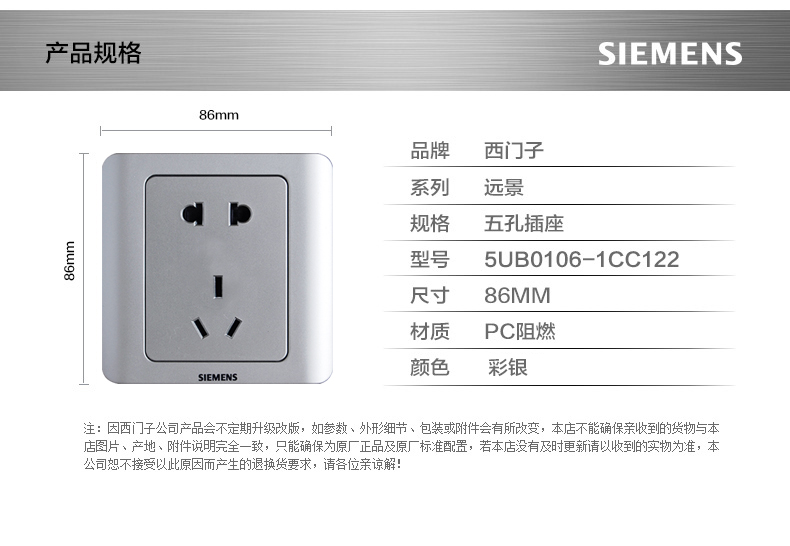 产品规格
SIEMENS
86mm
86mm
SIEMENS
品牌 西门子
系列 远景
规格 五孔插座
型号 5UB0106-1CC122
尺寸 86MM
材质 PC阻燃
颜色 彩银
注：因西门子公司产品会不定期升级改版，如参数、外形细节、包装或附件会有所改变，本店不能确保亲收到的货物与本
店图片、产地、附件说明完全一致，只能确保为原厂正品及原厂标准配置，若本店没有及时更新请以收到的实物为准，本
公司恕不接受以此原因而产生的退换货要求，请各位亲谅解！